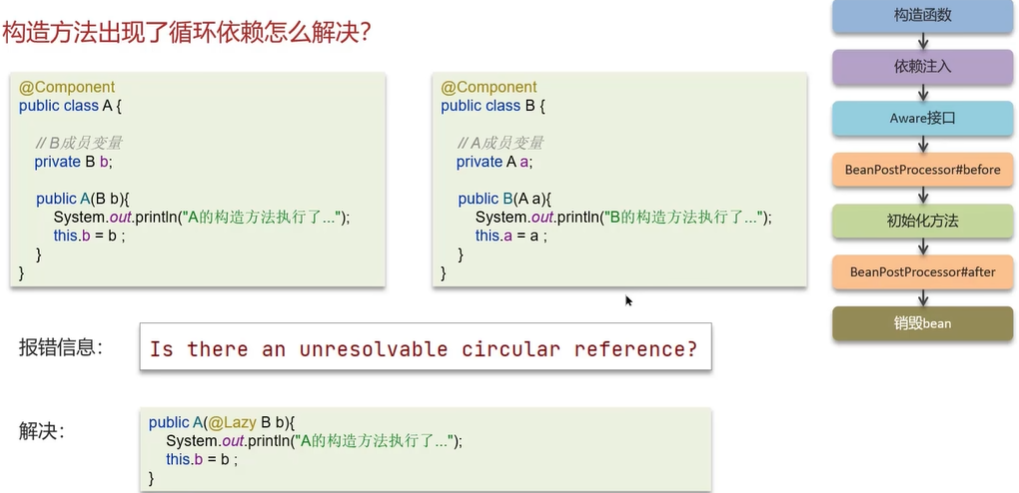 构造方法出现了循环依赖怎么解决?
@Component
public class A {
// B成员变量
private B b;
public A(B b){
System.out.println("A的构造方法执行了...");
this.b = b ;
}
}
@Component
public class B {
// A成员变量
private A a;
public B(A a){
System.out.println("B的构造方法执行了...");
this.a = a ;
}
}
报错信息：
Is there an unresolvable circular reference?
解决：
public A(@Lazy B b){
System.out.println("A的构造方法执行了...");
this.b = b ;
}
构造函数
依赖注入
Aware接口
BeanPostProcessor#before
初始化方法
BeanPostProcessor#after
销毁bean